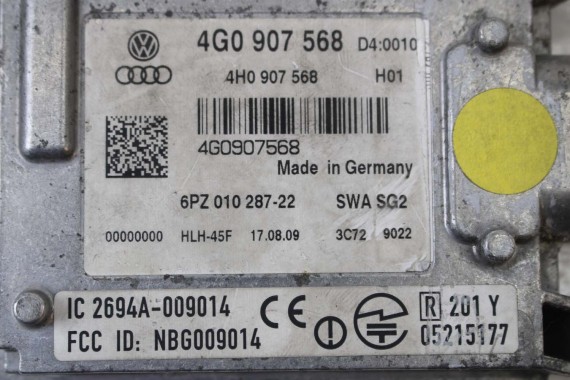 4G0 907 568 D4:0010
4H0 907 568 H01
4G0907568
Made in Germany
6PZ 010 287-22 SWA SG2
00000000 HLH-45F 17.08.09 3C72 9022
IC 2694A-009014
FCC ID: NBG009014
R 201 Y
05215177